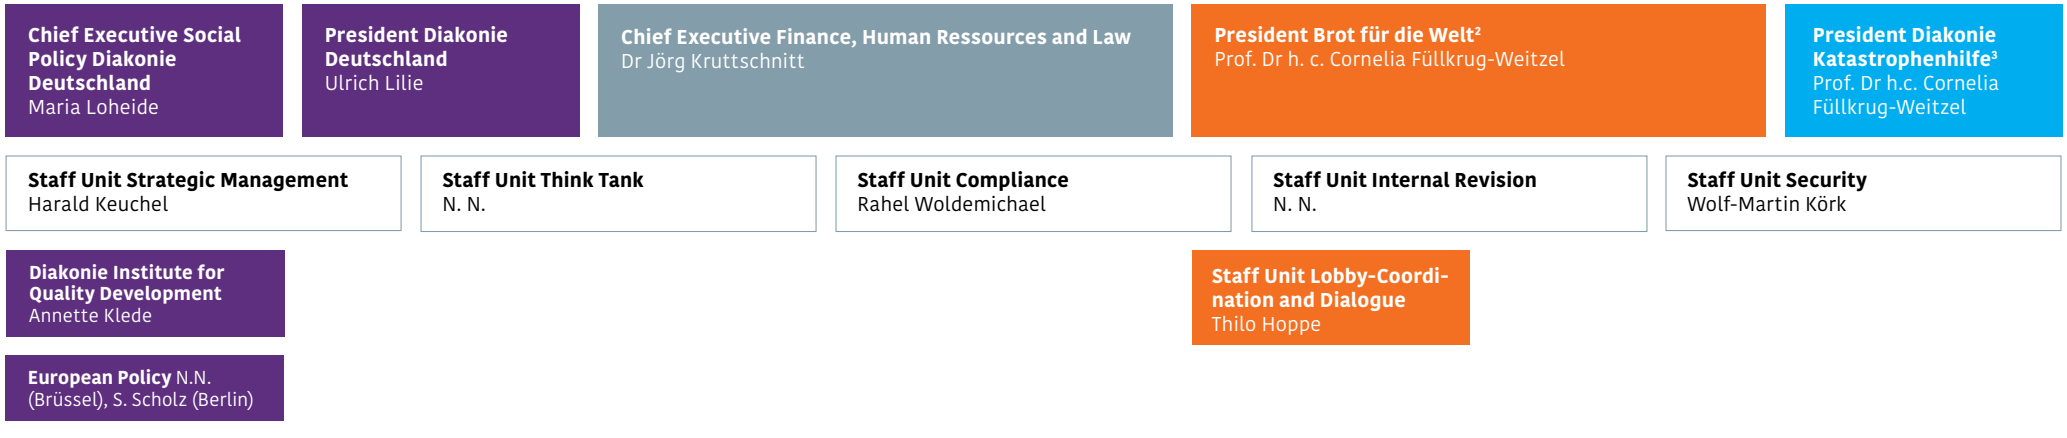 Chief Executive Social
Policy Diakonie
Deutschland
Maria Loheide
President Diakonie
Deutschland
Ulrich Lilie
Chief Executive Finance, Human Ressources and Law
Dr Jörg Kruttschnitt
President Brot für die Welt²
Prof. Dr h. c. Cornelia Füllkrug-Weitzel
President Diakonie
Katastrophenhilfe³
Prof. Dr h.c. Cornelia
Füllkrug-Weitzel
Staff Unit Strategic Management
Harald Keuchel
Staff Unit Think Tank
N. N.
Staff Unit Compliance
Rahel Woldemichael
Staff Unit Internal Revision
N. N.
Staff Unit Security
Wolf-Martin Körk
Diakonie Institute for
Quality Development
Annette Klede
Staff Unit Lobby-Coordi-
nation and Dialogue
Thilo Hoppe
European Policy N.N.
(Brüssel), S. Scholz (Berlin)